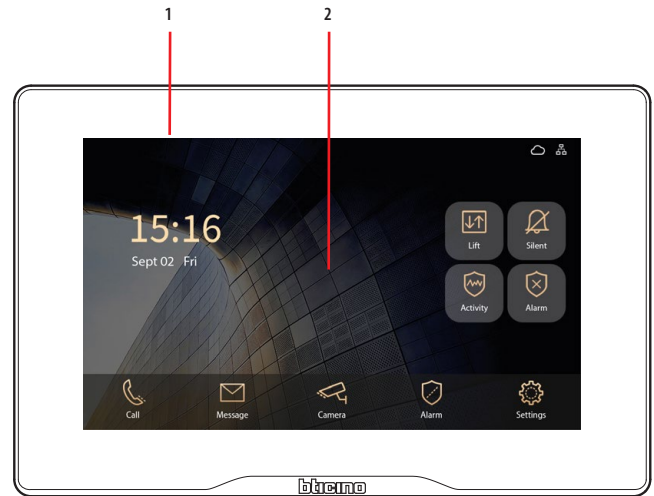 1 2
15:16
Sept 02 Fri
Lift Silent
Activity Alarm
Call Message Camera Alarm Settings
bticino